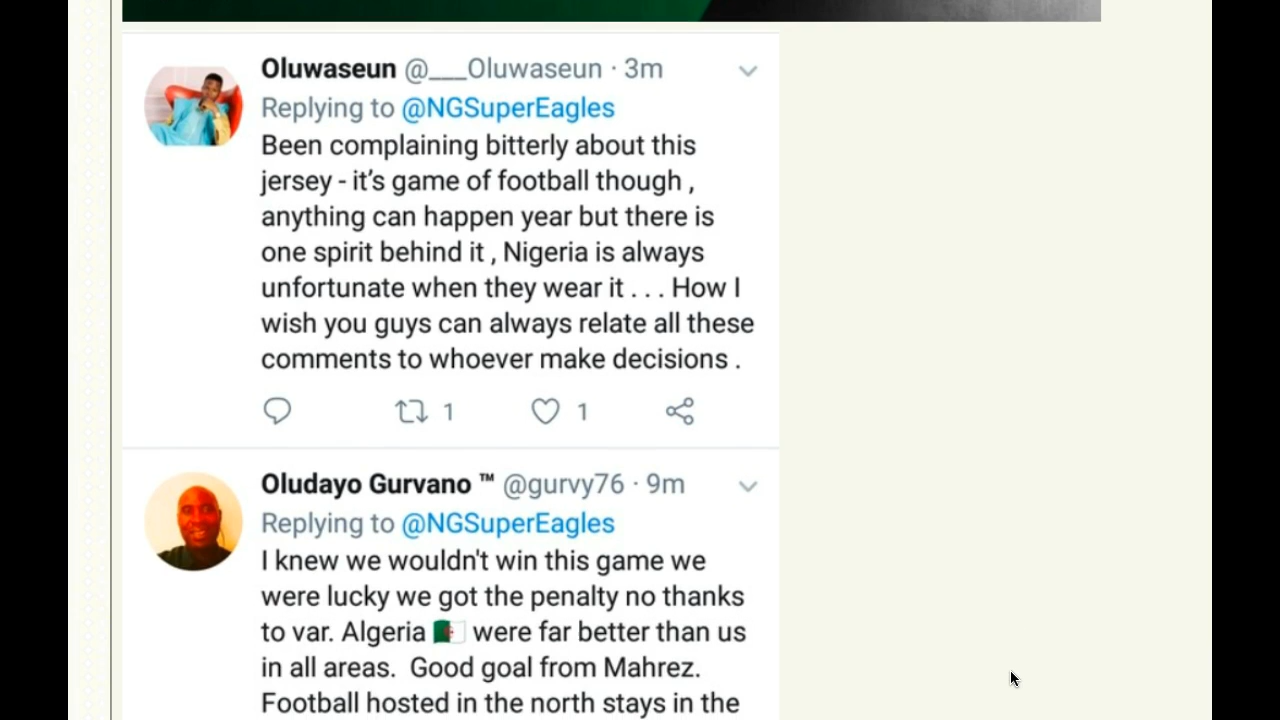 Oluwaseun @___Oluwaseun · 3m
Replying to @NGSuperEagles
Been complaining bitterly about this
jersey - it’s game of football though ,
anything can happen year but there is
one spirit behind it , Nigeria is always
unfortunate when they wear it . . . How I
wish you guys can always relate all these
comments to whoever make decisions .
1 1
Oludayo Gurvano ™ @gurvy76 · 9m
Replying to @NGSuperEagles
I knew we wouldn't win this game we
were lucky we got the penalty no thanks
to var. Algeria 🇩🇿 were far better than us
in all areas.  Good goal from Mahrez.
Football hosted in the north stays in the